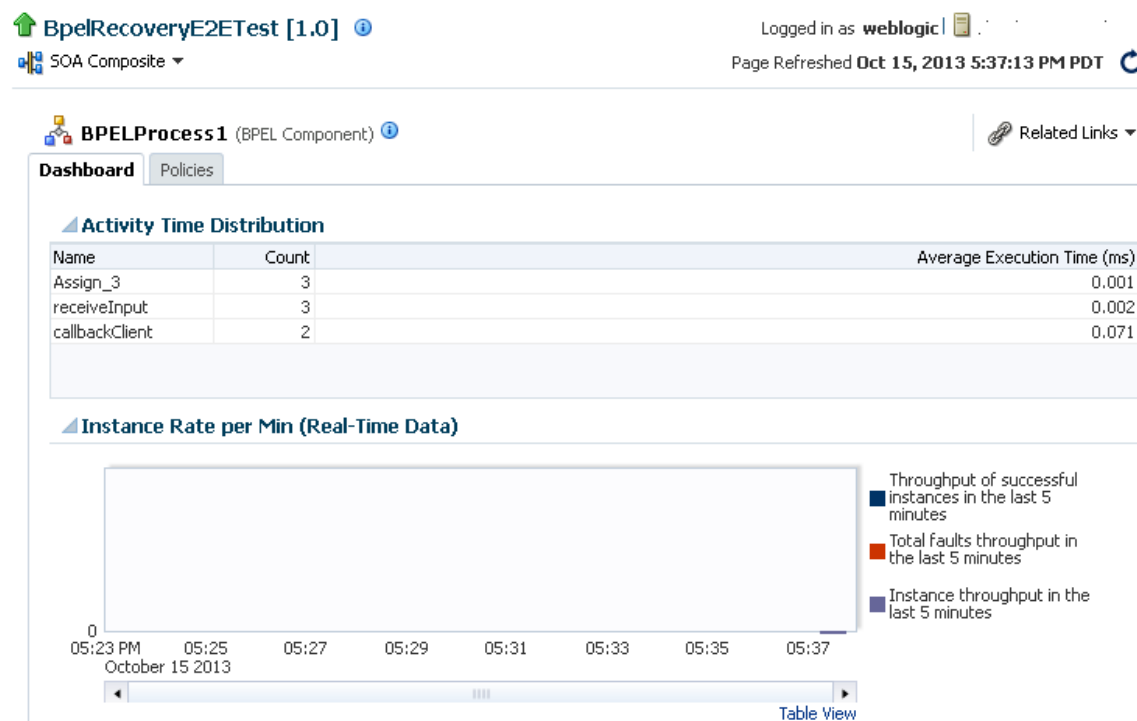 BpelRecoveryE2ETest [1.0]
Logged in as weblogic
SOA Composite
Page Refreshed Oct 15, 2013 5:37:13 PM PDT
BPELProcess1 (BPEL Component)
Related Links
Dashboard
Policies
Activity Time Distribution
Name Count Average Execution Time (ms)
Assign_3 3 0.001
receiveInput 3 0.002
callbackClient 2 0.071
Instance Rate per Min (Real-Time Data)
Throughput of successful
instances in the last 5
minutes
Total faults throughput in
the last 5 minutes
Instance throughput in the
last 5 minutes
0
05:23 PM 05:25 05:27 05:29 05:31 05:33 05:35 05:37
October 15 2013
Table View